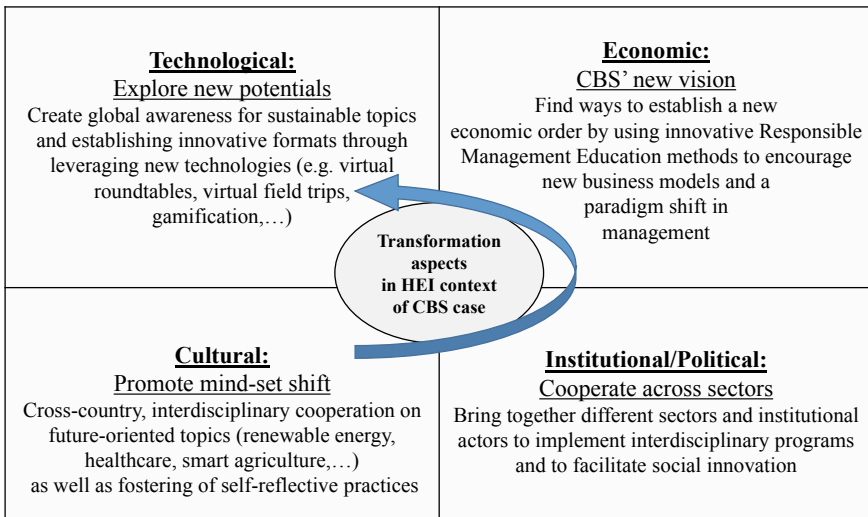 Technological:
Explore new potentials
Create global awareness for sustainable topics
and establishing innovative formats through
leveraging new technologies (e.g. virtual
roundtables, virtual field trips,
gamification,…)
Economic:
CBS’ new vision
Find ways to establish a new
economic order by using innovative Responsible
Management Education methods to encourage
new business models and a
paradigm shift in
management
Transformation
aspects
in HEI context
of CBS case
Cultural:
Promote mind-set shift
Cross-country, interdisciplinary cooperation on
future-oriented topics (renewable energy,
healthcare, smart agriculture,…)
as well as fostering of self-reflective practices
Institutional/Political:
Cooperate across sectors
Bring together different sectors and institutional
actors to implement interdisciplinary programs
and to facilitate social innovation